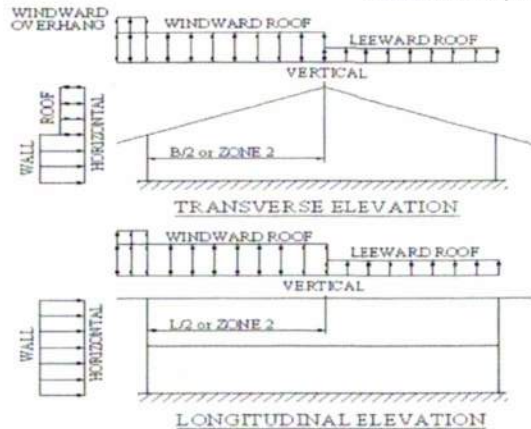 WINDWARD
OVERHANG
WINDWARD ROOF
LEEWARD ROOF
VERTICAL
ROOF
WALL
HORIZONTAL
B/2 or ZONE 2
TRANSVERSE ELEVATION
WINDWARD ROOF
LEEWARD ROOF
VERTICAL
WALL
HORIZONTAL
L/2 or ZONE 2
LONGITUDINAL ELEVATION